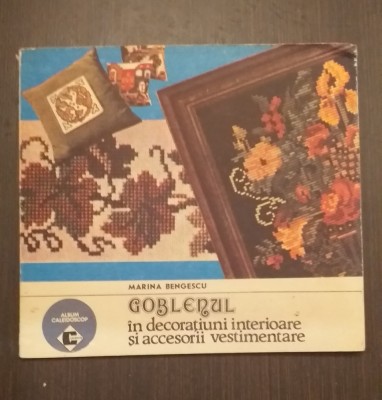 MARINA BENGESCU
GOBLENUL
în decorațiuni interioare
și accesorii vestimentare
ALBUM
CALEIDOSCOP